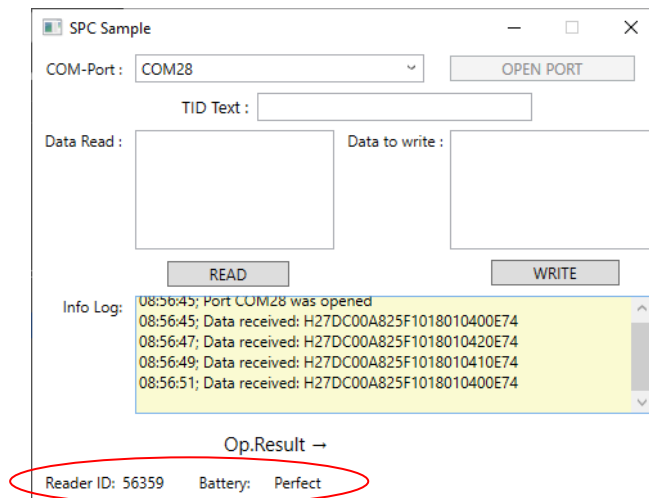 SPC Sample
COM-Port : COM28 OPEN PORT
TID Text :
Data Read : Data to write :
READ WRITE
Info Log: 08:56:45; Port COM28 was opened
08:56:45; Data received: H27DC00A825F1018010400E74
08:56:47; Data received: H27DC00A825F1018010420E74
08:56:49; Data received: H27DC00A825F1018010410E74
08:56:51; Data received: H27DC00A825F1018010400E74
Op.Result →
Reader ID: 56359 Battery: Perfect